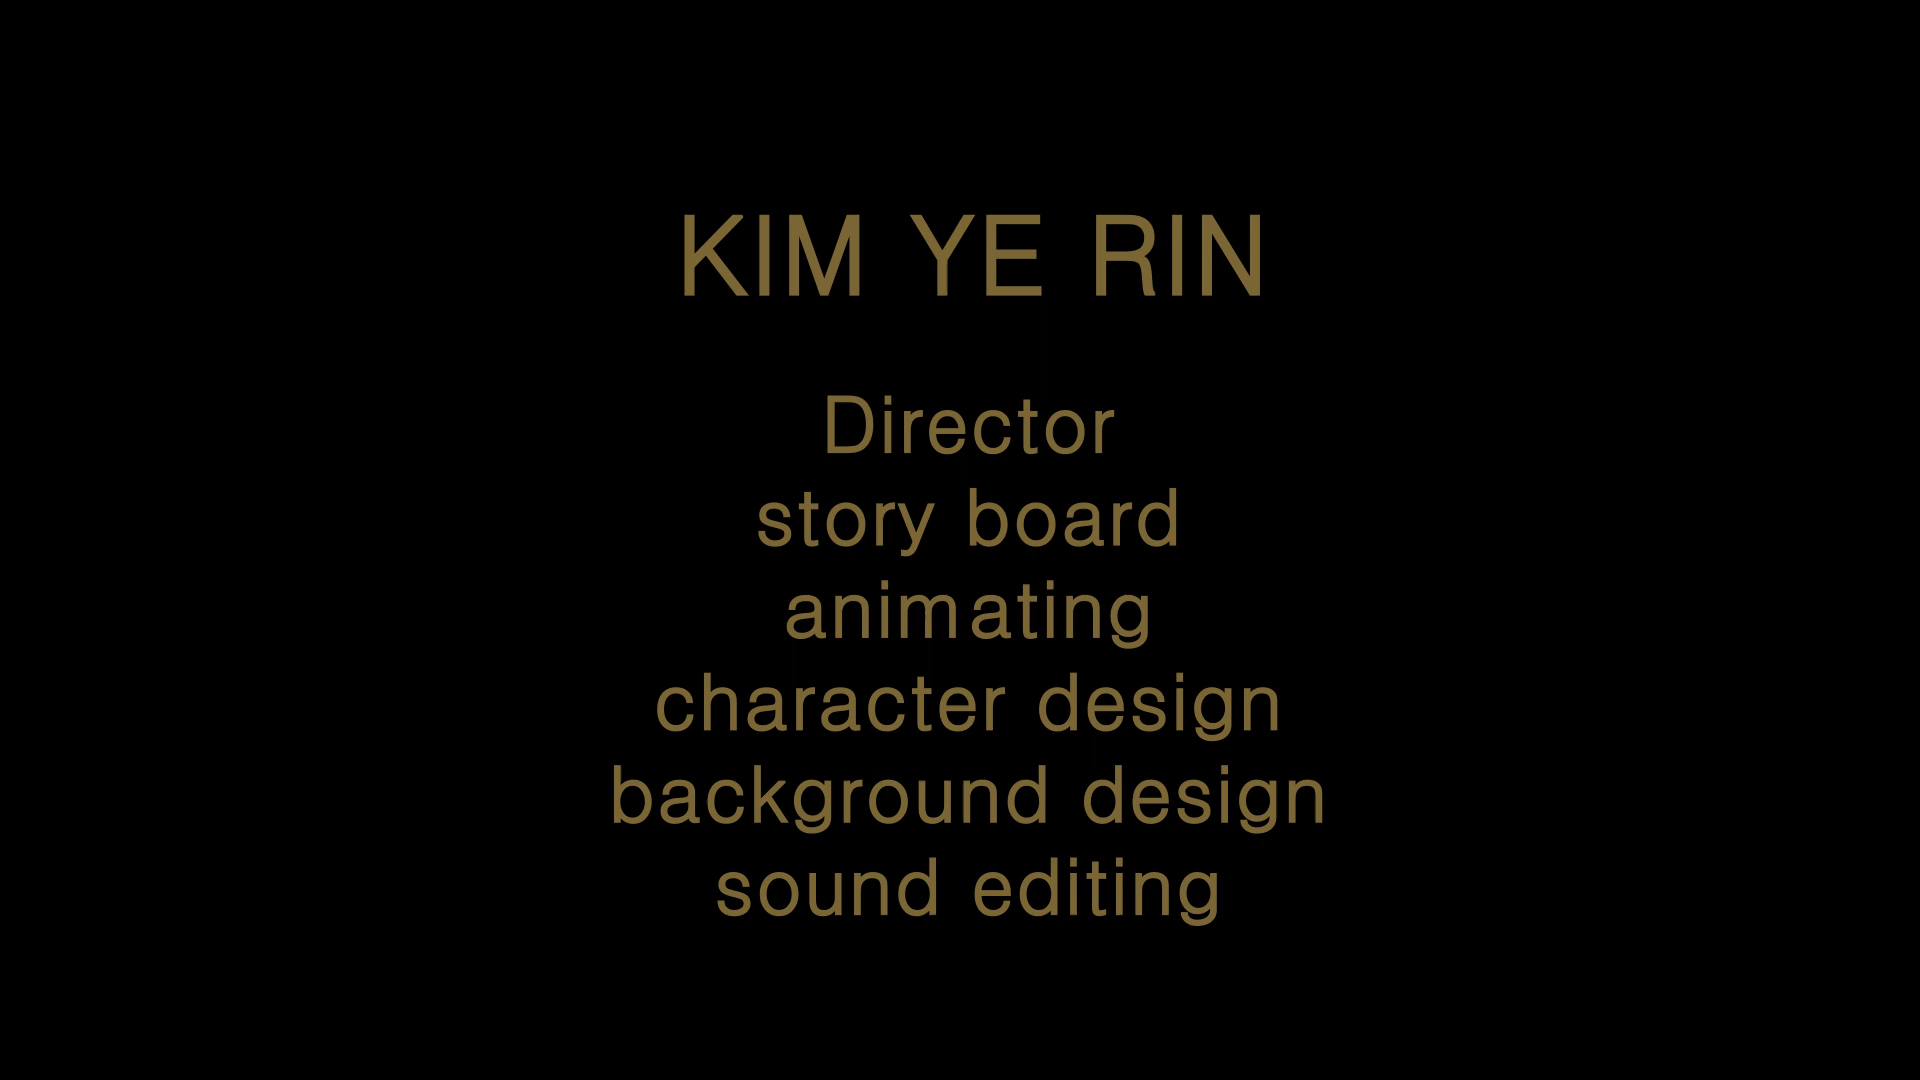 KIM YE RIN
Director
story board
animating
character design
background design
sound editing